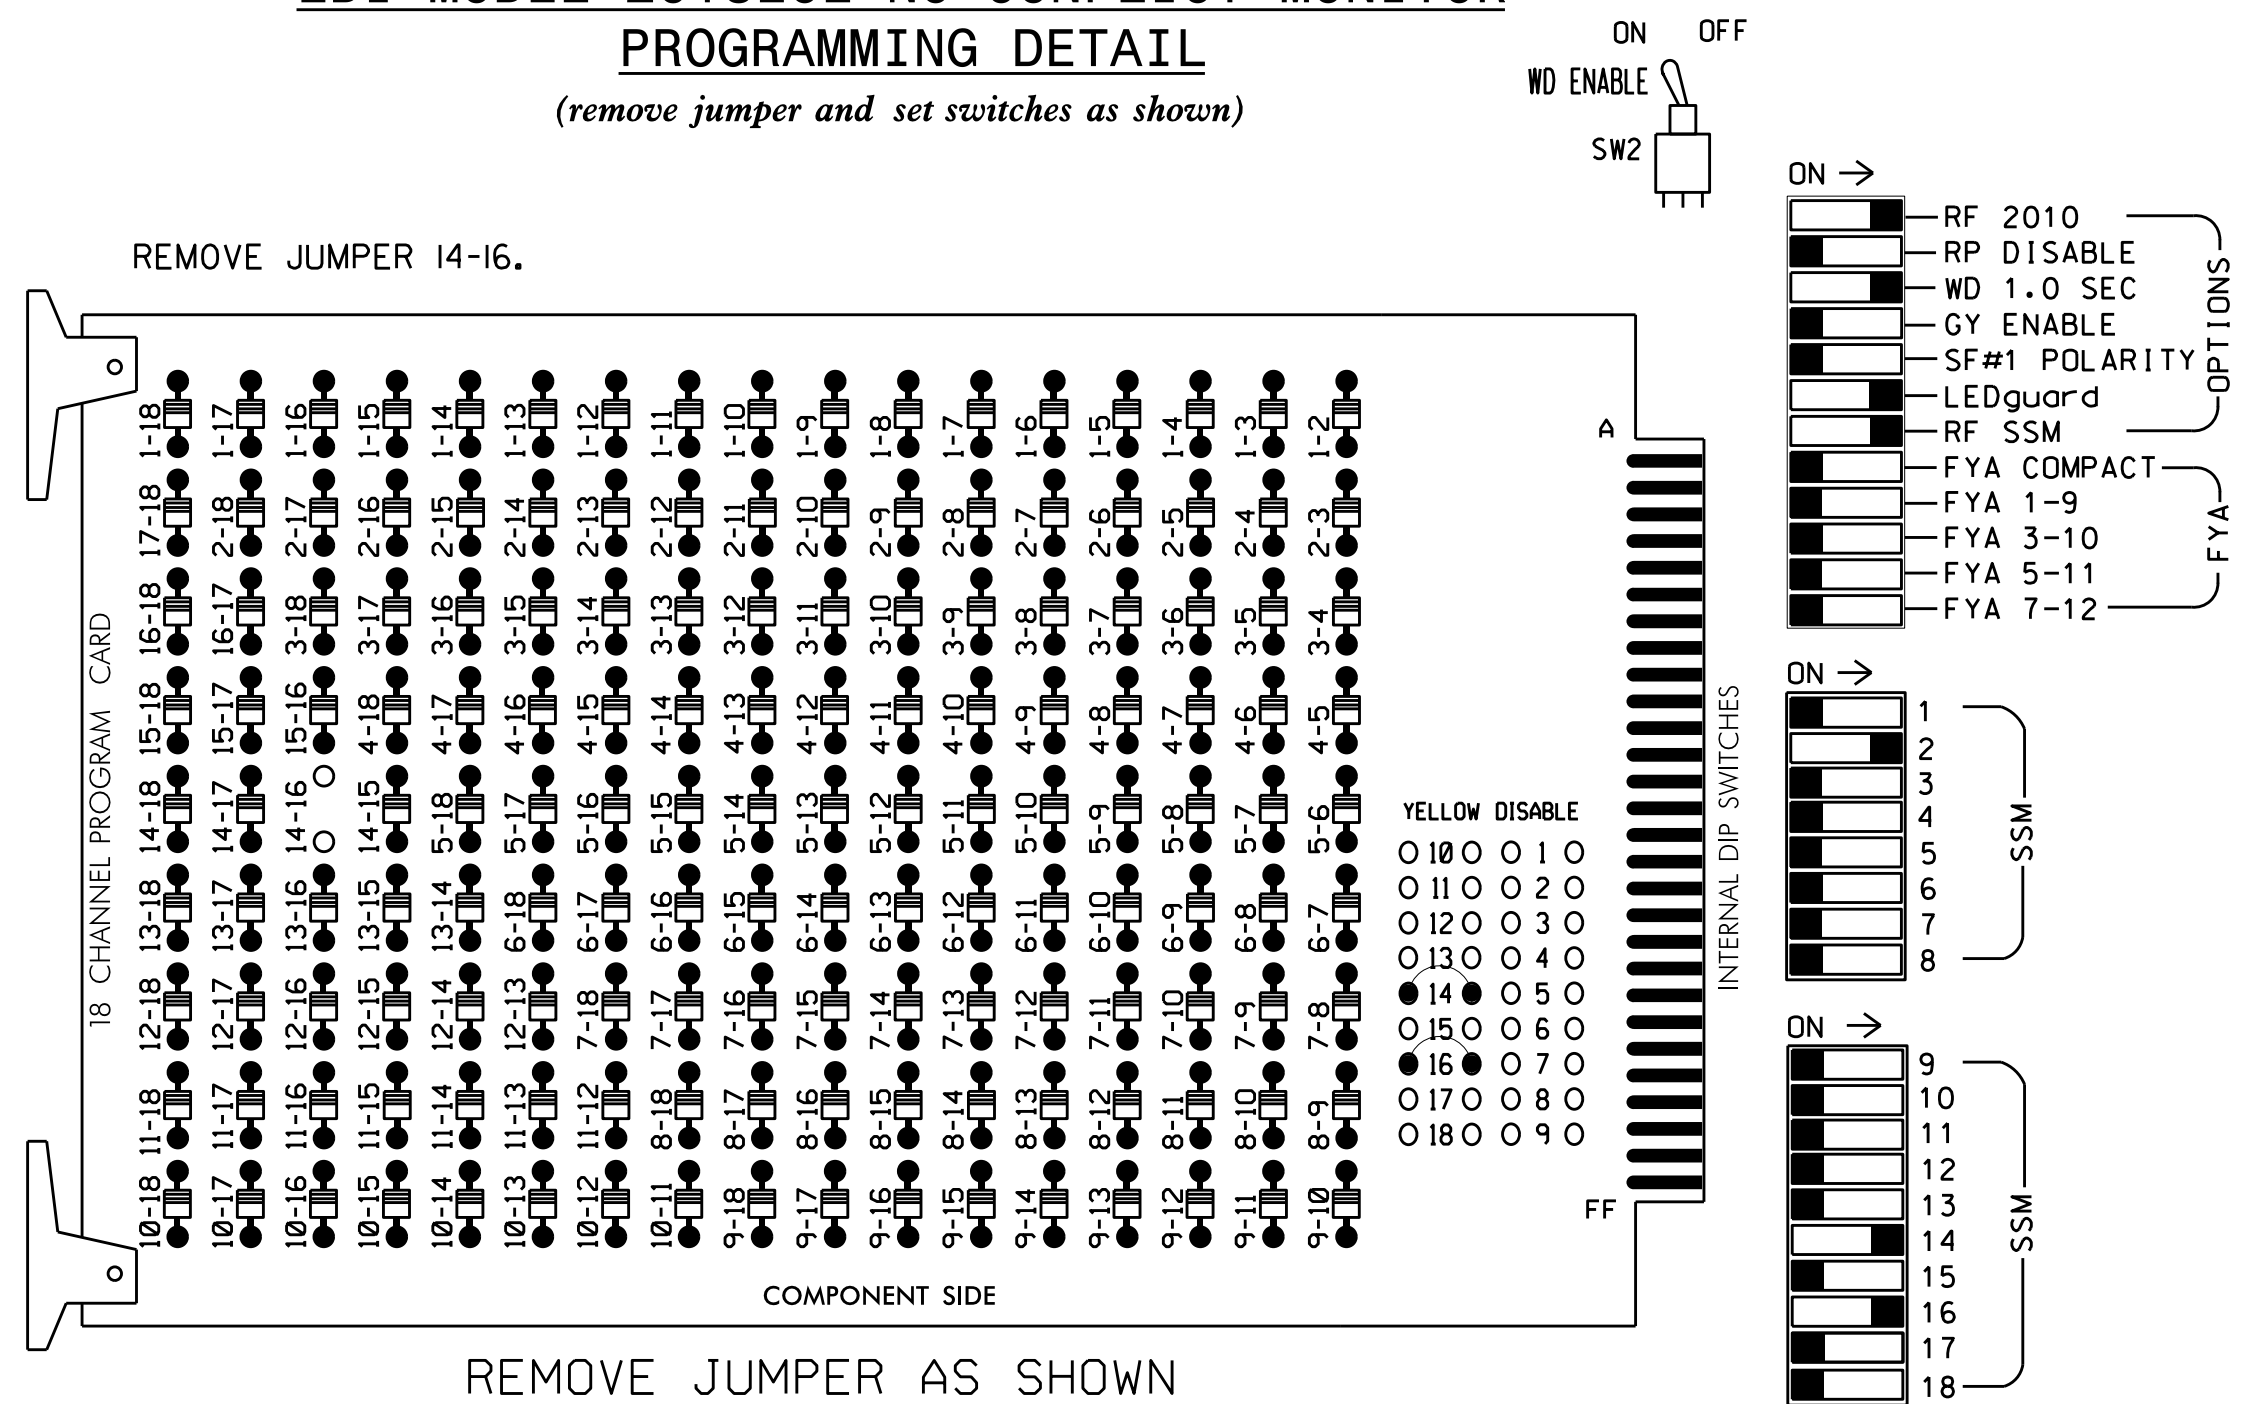 PROGRAMMING DETAIL
(remove jumper and set switches as shown)
ON OFF
WD ENABLE
SW2
REMOVE JUMPER 14-16.
ON →
RF 2010
RP DISABLE
WD 1.0 SEC
GY ENABLE
SF#1 POLARITY
LEDguard
RF SSM
OPTIONS
FYA COMPACT
FYA 1-9
FYA 3-10
FYA 5-11
FYA 7-12
FYA
18 CHANNEL PROGRAM CARD
1-18 1-17 1-16 1-15 1-14 1-13 1-12 1-11 1-10 1-9 1-8 1-7 1-6 1-5 1-4 1-3 1-2
17-18 2-18 2-17 2-16 2-15 2-14 2-13 2-12 2-11 2-10 2-9 2-8 2-7 2-6 2-5 2-4 2-3
16-18 16-17 3-18 3-17 3-16 3-15 3-14 3-13 3-12 3-11 3-10 3-9 3-8 3-7 3-6 3-5 3-4
15-18 15-17 15-16 4-18 4-17 4-16 4-15 4-14 4-13 4-12 4-11 4-10 4-9 4-8 4-7 4-6 4-5
14-18 14-17 14-16 14-15 5-18 5-17 5-16 5-15 5-14 5-13 5-12 5-11 5-10 5-9 5-8 5-7 5-6
13-18 13-17 13-16 13-15 13-14 6-18 6-17 6-16 6-15 6-14 6-13 6-12 6-11 6-10 6-9 6-8 6-7
12-18 12-17 12-16 12-15 12-14 12-13 7-18 7-17 7-16 7-15 7-14 7-13 7-12 7-11 7-10 7-9 7-8
11-18 11-17 11-16 11-15 11-14 11-13 11-12 8-18 8-17 8-16 8-15 8-14 8-13 8-12 8-11 8-10 8-9
10-18 10-17 10-16 10-15 10-14 10-13 10-12 10-11 9-18 9-17 9-16 9-15 9-14 9-13 9-12 9-11 9-10
A
YELLOW DISABLE
10 1
11 2
12 3
13 4
14 5
15 6
16 7
17 8
18 9
FF
COMPONENT SIDE
INTERNAL DIP SWITCHES
ON →
1
2
3
4
5
6
7
8
SSM
ON →
9
10
11
12
13
14
15
16
17
18
SSM
REMOVE JUMPER AS SHOWN